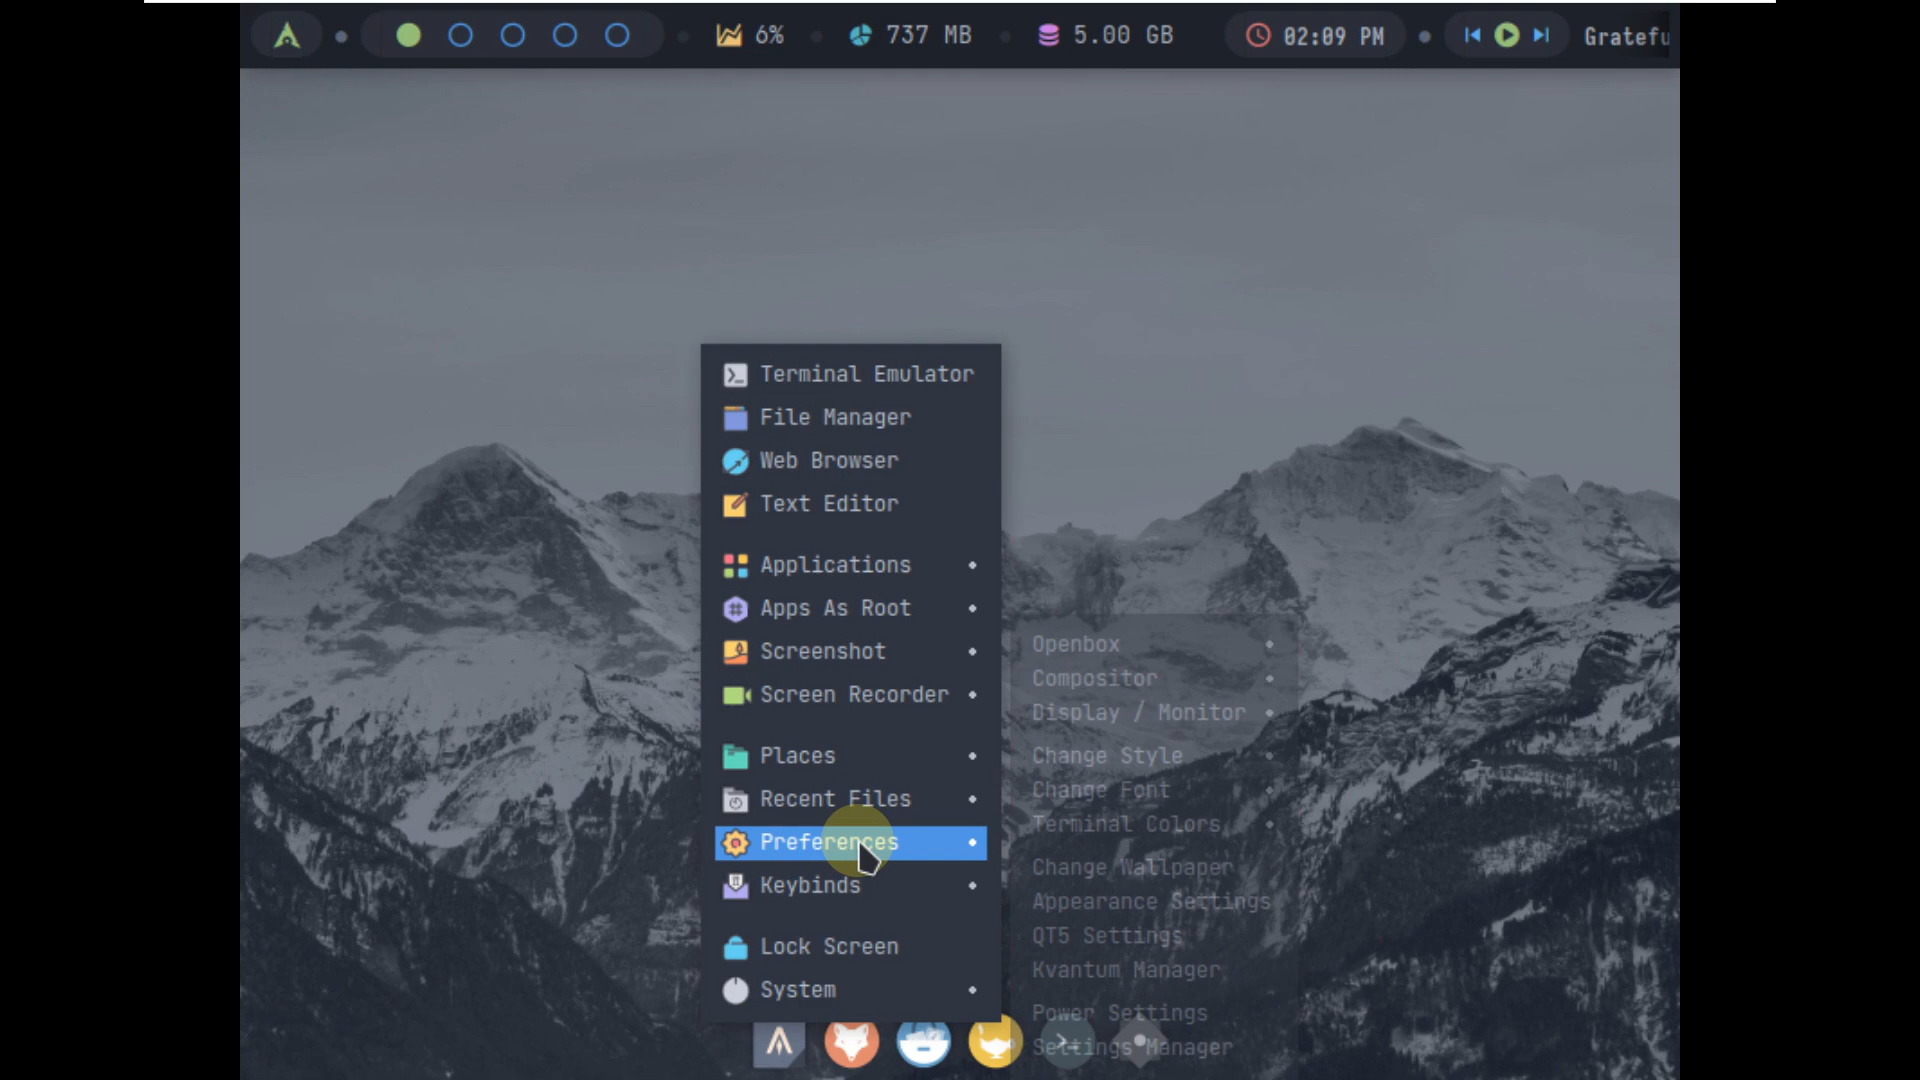 6% 737 MB 5.00 GB 02:09 PM Gratefu
Terminal Emulator
File Manager
Web Browser
Text Editor
Applications
Apps As Root
Screenshot
Screen Recorder
Places
Recent Files
Preferences
Keybinds
Lock Screen
System
Openbox
Compositor
Display / Monitor
Change Style
Change Font
Terminal Colors
Change Wallpaper
Appearance Settings
QT5 Settings
Kvantum Manager
Power Settings
Settings Manager